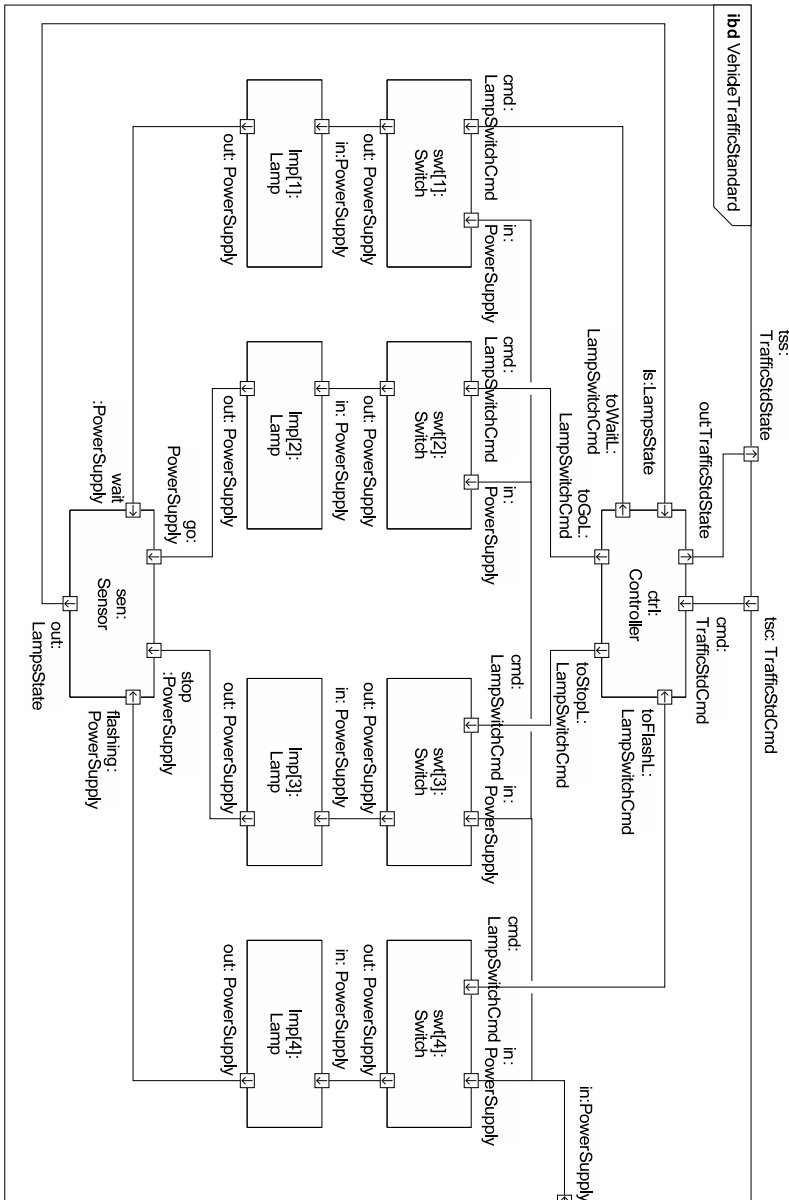 ibd VehideTrafficStandard
tss:
TrafficStdState
tsc: TrafficStdCmd
out:TrafficStdState
cmd:
TrafficStdCmd
ls:LampsState
ctrl:
Controller
toFlashL:
LampSwitchCmd
toWaitL:
LampSwitchCmd
toGoL:
LampSwitchCmd
toStopL:
LampSwitchCmd
in:PowerSupply
cmd:
LampSwitchCmd
in:
PowerSupply
cmd:
LampSwitchCmd
in:
PowerSupply
cmd:
LampSwitchCmd
in:
PowerSupply
cmd:
LampSwitchCmd
in:
PowerSupply
swt[1]:
Switch
swt[2]:
Switch
swt[3]:
Switch
swt[4]:
Switch
out: PowerSupply
out: PowerSupply
out: PowerSupply
out: PowerSupply
in:PowerSupply
in: PowerSupply
in: PowerSupply
in: PowerSupply
lmp[1]:
Lamp
lmp[2]:
Lamp
lmp[3]:
Lamp
lmp[4]:
Lamp
out: PowerSupply
out: PowerSupply
out: PowerSupply
out: PowerSupply
go:
PowerSupply
stop
:PowerSupply
wait
:PowerSupply
sen:
Sensor
flashing:
PowerSupply
out:
LampsState